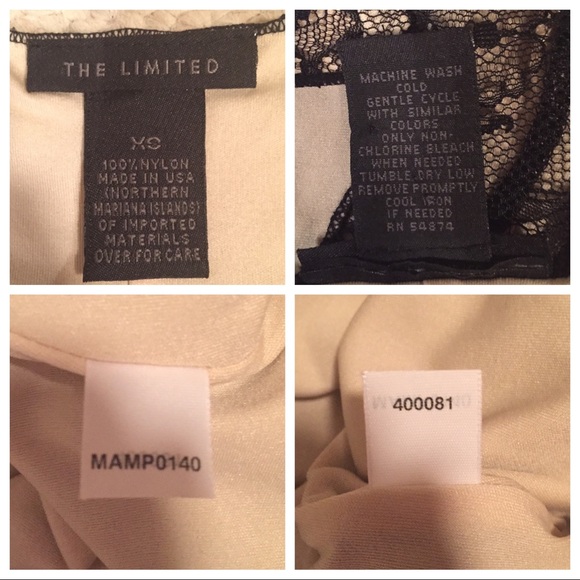 THE LIMITED
XS
100% NYLON
MADE IN USA
(NORTHERN
MARIANA ISLANDS)
OF IMPORTED
MATERIALS
OVER FOR CARE
MACHINE WASH
COLD
GENTLE CYCLE
WITH SIMILAR
COLORS
ONLY NON-
CHLORINE BLEACH
WHEN NEEDED
TUMBLE DRY LOW
REMOVE PROMPTLY
COOL IRON
IF NEEDED
RN 54874
MAMP0140
400081